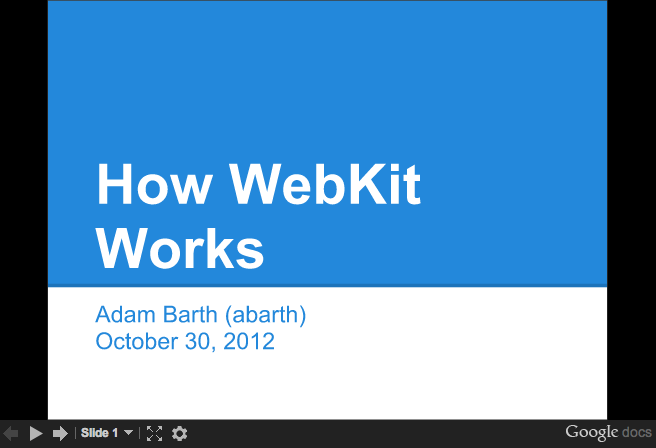 How WebKit
Works
Adam Barth (abarth)
October 30, 2012
Slide 1
Google docs